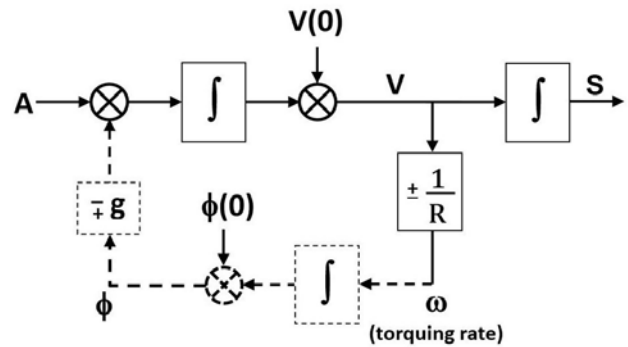 V(0)
A
∫
V
∫
S
∓ g
ϕ(0)
± 1/R
ϕ
∫
ω
(torquing rate)